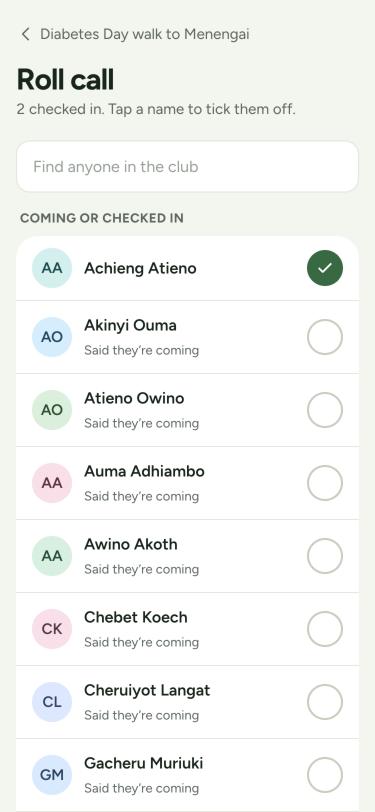 Diabetes Day walk to Menengai
Roll call
2 checked in. Tap a name to tick them off.
Find anyone in the club
COMING OR CHECKED IN
AA Achieng Atieno
AO Akinyi Ouma
Said they’re coming
AO Atieno Owino
Said they’re coming
AA Auma Adhiambo
Said they’re coming
AA Awino Akoth
Said they’re coming
CK Chebet Koech
Said they’re coming
CL Cheruiyot Langat
Said they’re coming
GM Gacheru Muriuki
Said they’re coming